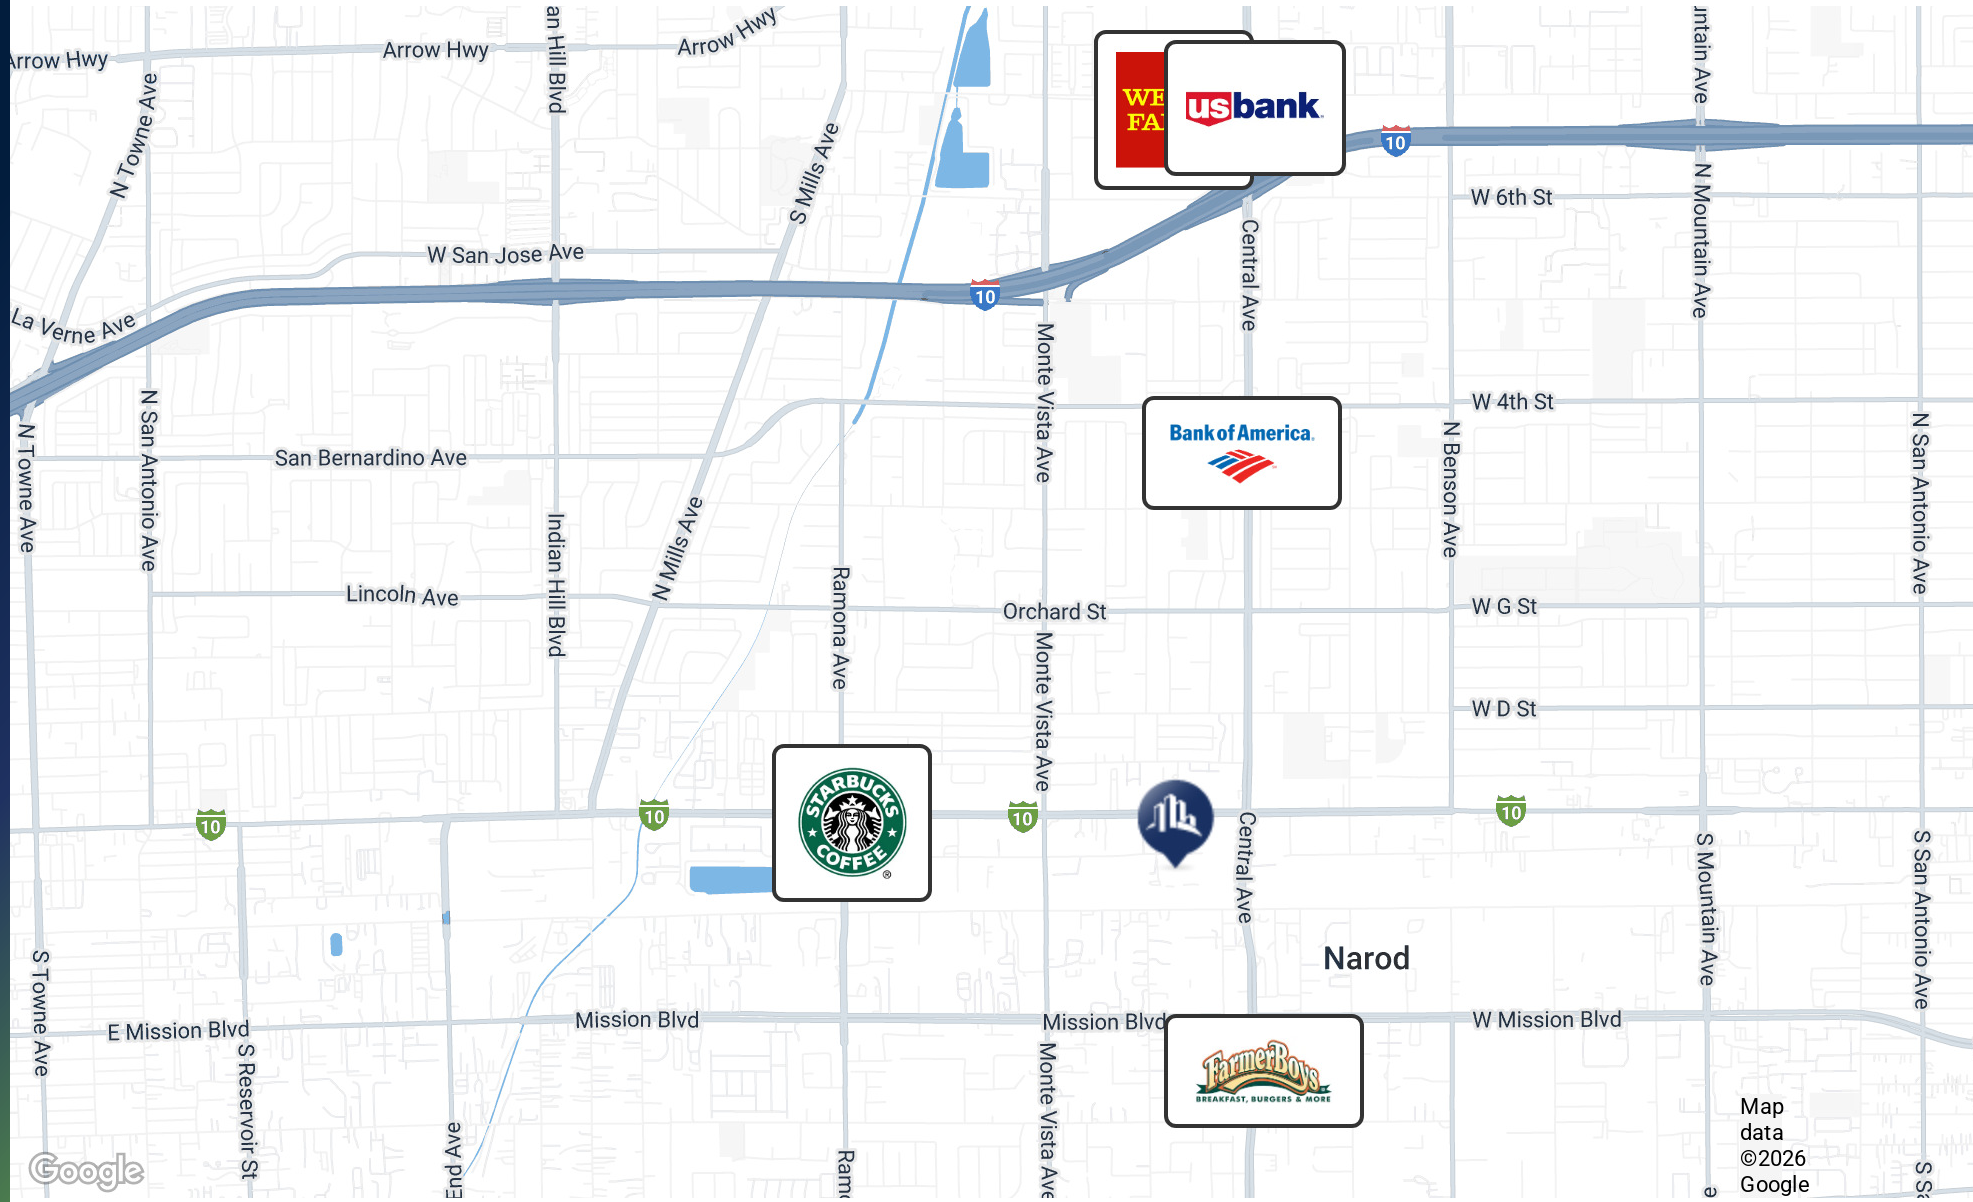 Arrow Hwy
Arrow Hwy
Arrow Hwy
an Hill Blvd
N Towne Ave
S Mills Ave
WE
FA
usbank.
10
ntain Ave
W 6th St
N Mountain Ave
W San Jose Ave
Central Ave
10
La Verne Ave
Monte Vista Ave
N San Antonio Ave
N Towne Ave
San Bernardino Ave
Bank of America.
W 4th St
N Benson Ave
N San Antonio Ave
N Mills Ave
Indian Hill Blvd
Lincoln Ave
Ramona Ave
Orchard St
W G St
Monte Vista Ave
W D St
10
10
STARBUCKS
COFFEE
®
10
10
Central Ave
S Mountain Ave
S San Antonio Ave
Narod
S Towne Ave
E Mission Blvd
Mission Blvd
Mission Blvd
W Mission Blvd
S Reservoir St
Monte Vista Ave
FarmerBoys
BREAKFAST, BURGERS & MORE
End Ave
Ramo
Map
data
©2026
Google
Google
S Sa
e